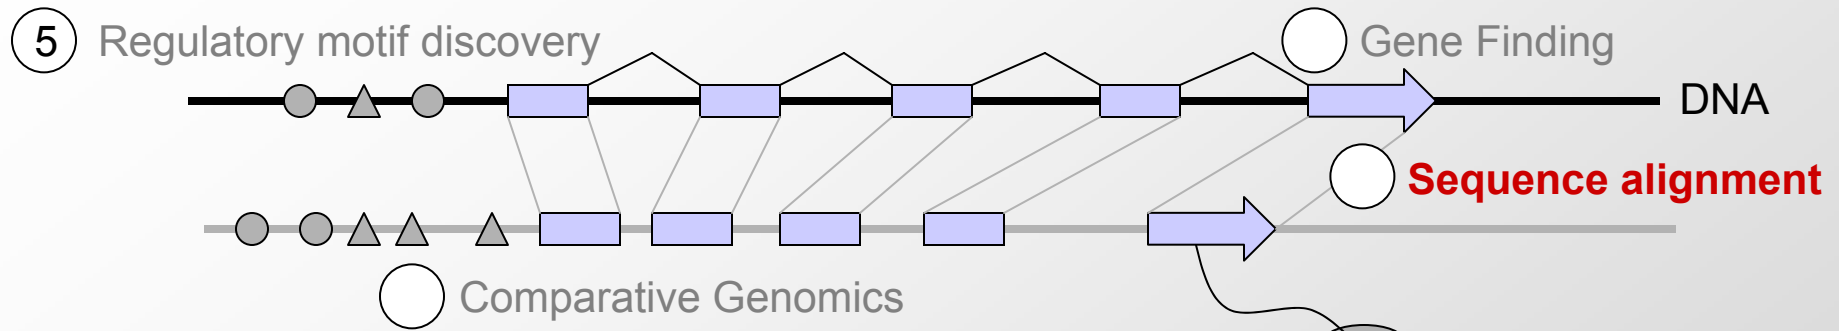 5 Regulatory motif discovery
Gene Finding
DNA
Sequence alignment
Comparative Genomics